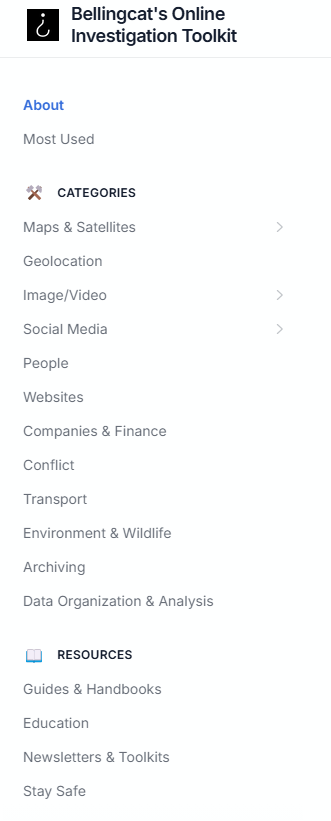 Bellingcat's Online
Investigation Toolkit
About
Most Used
CATEGORIES
Maps & Satellites
Geolocation
Image/Video
Social Media
People
Websites
Companies & Finance
Conflict
Transport
Environment & Wildlife
Archiving
Data Organization & Analysis
RESOURCES
Guides & Handbooks
Education
Newsletters & Toolkits
Stay Safe